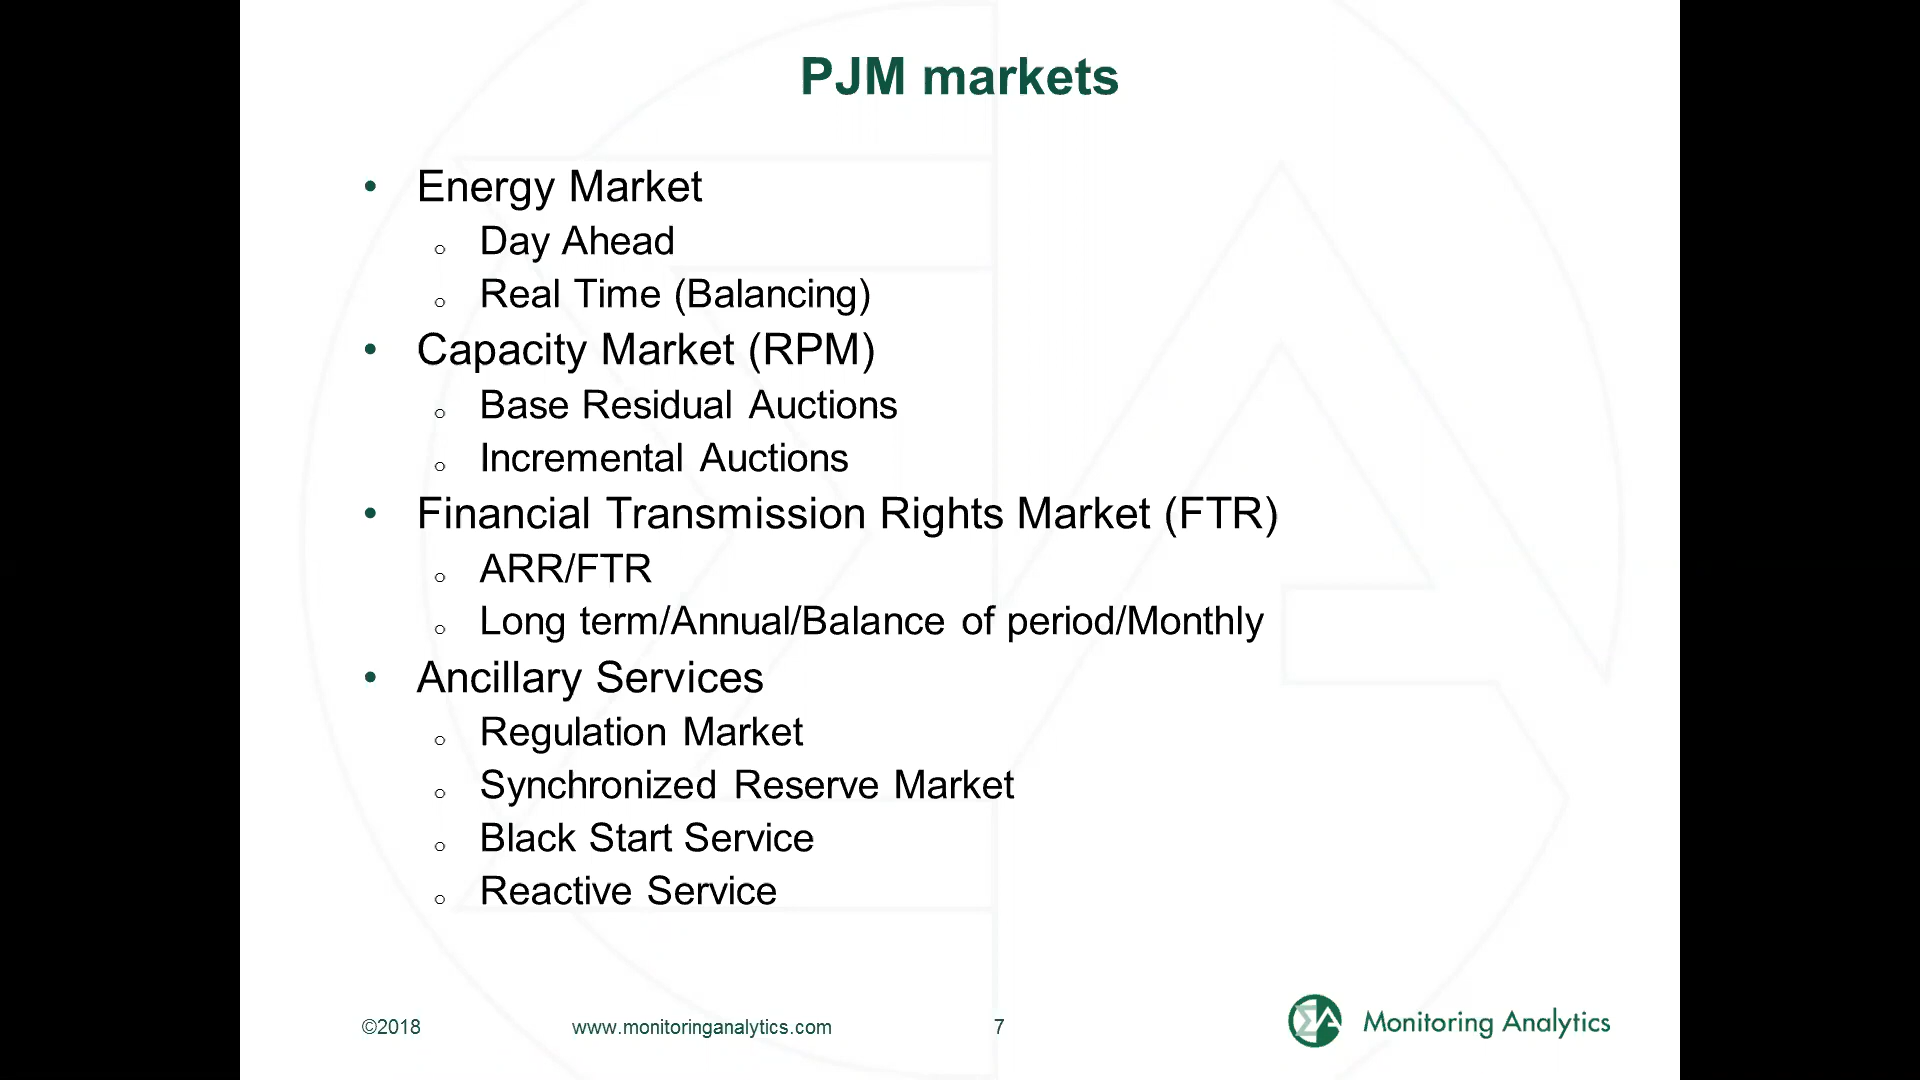 PJM markets
• Energy Market
o Day Ahead
o Real Time (Balancing)
• Capacity Market (RPM)
o Base Residual Auctions
o Incremental Auctions
• Financial Transmission Rights Market (FTR)
o ARR/FTR
o Long term/Annual/Balance of period/Monthly
• Ancillary Services
o Regulation Market
o Synchronized Reserve Market
o Black Start Service
o Reactive Service
©2018 www.monitoringanalytics.com 7 Monitoring Analytics